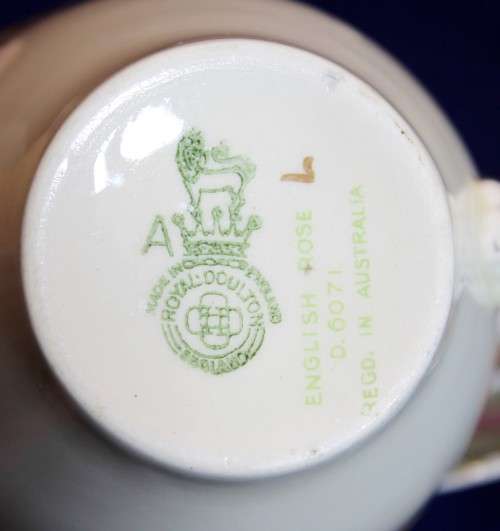 A
MADE IN ENGLAND
ROYAL DOULTON
ENGLAND
L
ENGLISH ROSE
D.6071.
REGD. IN AUSTRALIA